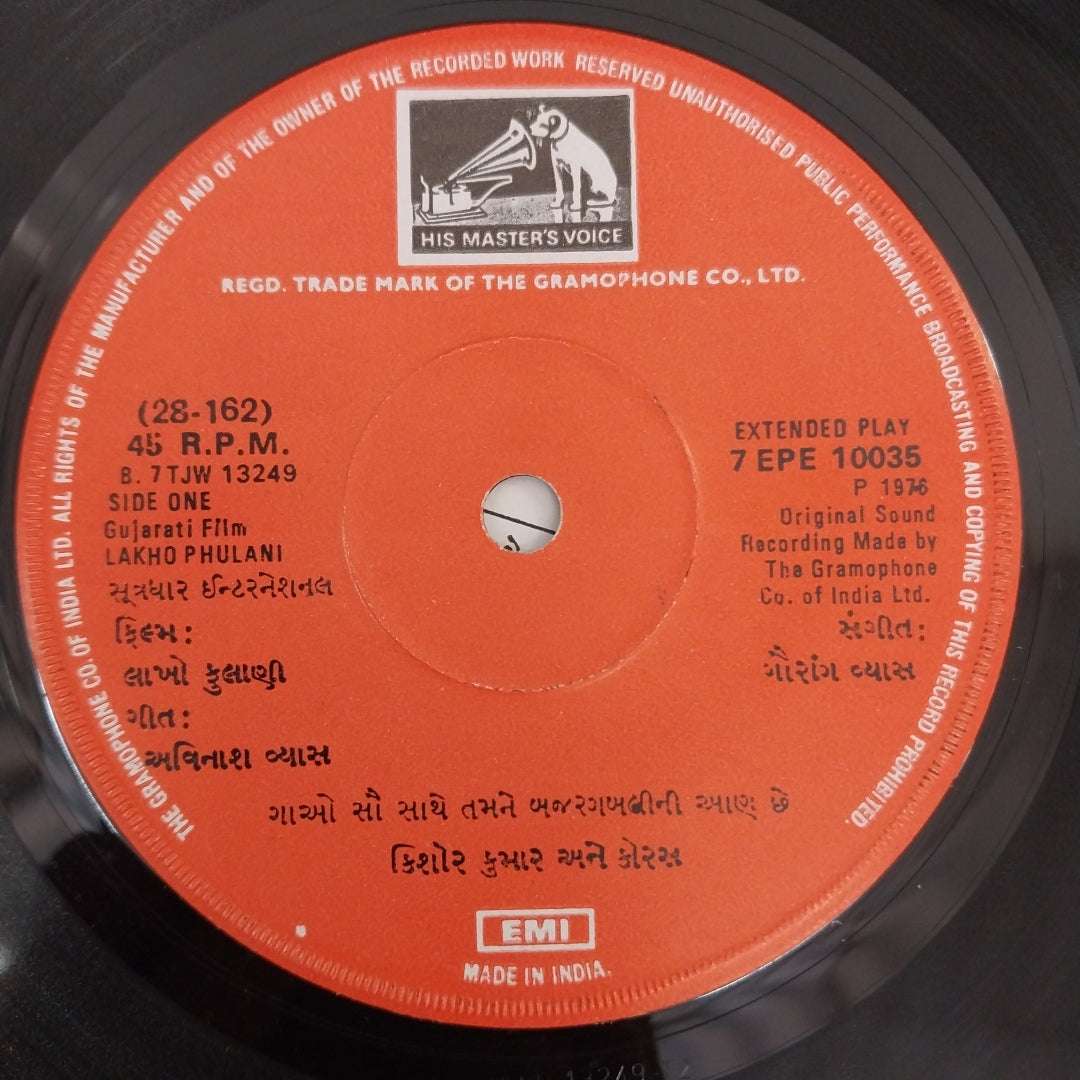 THE GRAMOPHONE CO. OF INDIA LTD. ALL RIGHTS OF THE MANUFACTURER AND OF THE OWNER OF THE RECORDED WORK RESERVED UNAUTHORISED PUBLIC PERFORMANCE BROADCASTING AND COPYING OF THIS RECORD PROHIBITED.
HIS MASTER'S VOICE
REGD. TRADE MARK OF THE GRAMOPHONE CO., LTD.
(28-162)
45 R.P.M.
B. 7TJW 13249
SIDE ONE
Gujarati Film
LAKHO PHULANI
સૂત્રધાર ઈન્ટરનેશનલ
ફિલ્મ:
લાખો ફુલાણી
ગીત:
અવિનાશ વ્યાસ
EXTENDED PLAY
7 EPE 10035
P 1976
Original Sound
Recording Made by
The Gramophone
Co. of India Ltd.
સંગીત:
ગૌરાંગ વ્યાસ
ગાઓ સૌ સાથે તમને બજરગબલીની આણ છે
કિશોર કુમાર અને કોરસ
EMI
MADE IN INDIA.